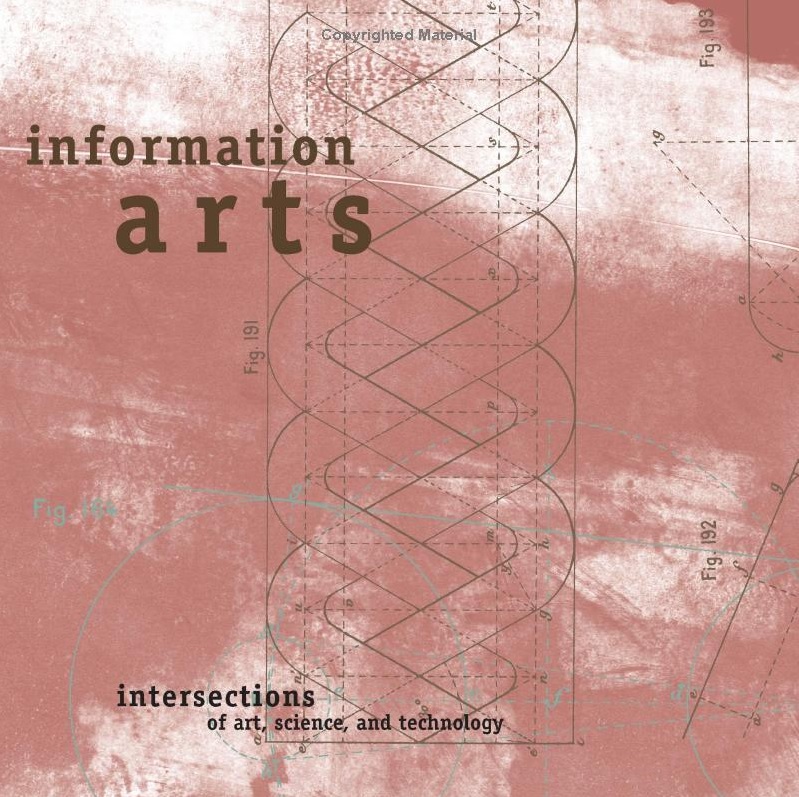 Copyrighted Material
Fig. 193
information
arts
Fig. 191
Fig. 164
Fig. 192
intersections
of art, science, and technology